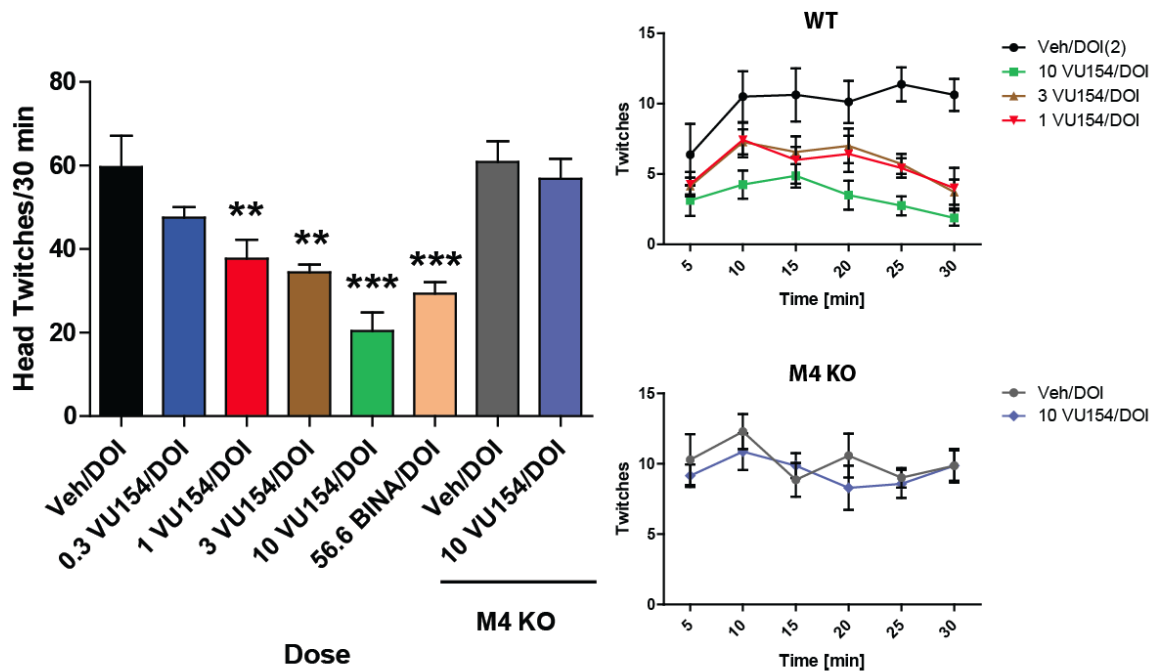 Head Twitches/30 min
80
60
40
20
0
**
**
***
***
Veh/DOI
0.3 VU154/DOI
1 VU154/DOI
3 VU154/DOI
10 VU154/DOI
56.6 BINA/DOI
Veh/DOI
10 VU154/DOI
M4 KO
Dose
WT
Twitches
15
10
5
0
5
10
15
20
25
30
Time [min]
Veh/DOI(2)
10 VU154/DOI
3 VU154/DOI
1 VU154/DOI
M4 KO
Twitches
15
10
5
0
5
10
15
20
25
30
Time [min]
Veh/DOI
10 VU154/DOI